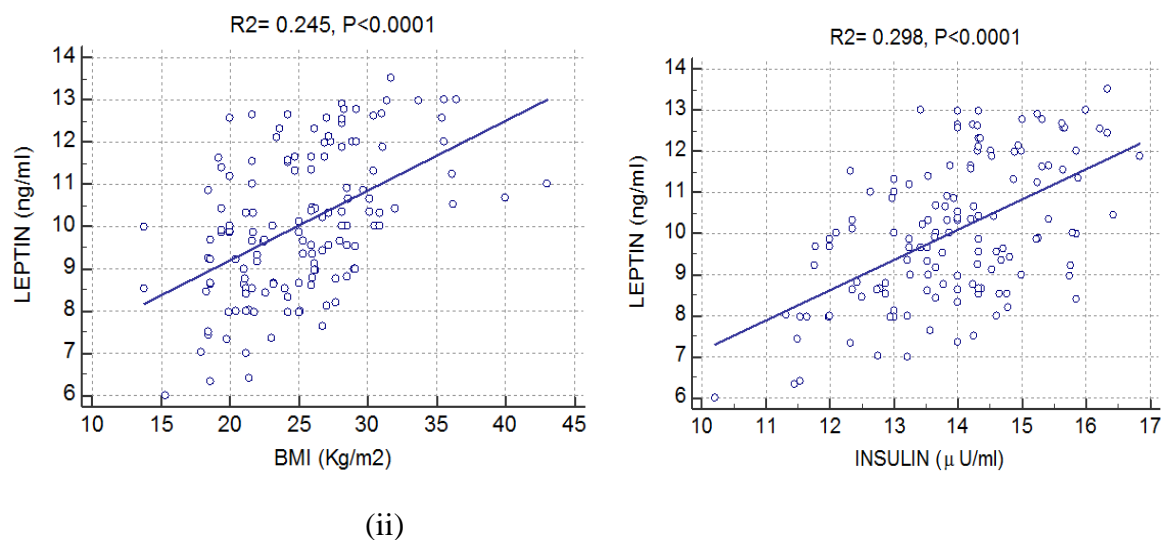 R2= 0.245, P<0.0001
14
13
12
11
10
9
8
7
6
LEPTIN (ng/ml)
10 15 20 25 30 35 40 45
BMI (Kg/m2)
R2= 0.298, P<0.0001
14
13
12
11
10
9
8
7
6
LEPTIN (ng/ml)
10 11 12 13 14 15 16 17
INSULIN (μ U/ml)
(ii)